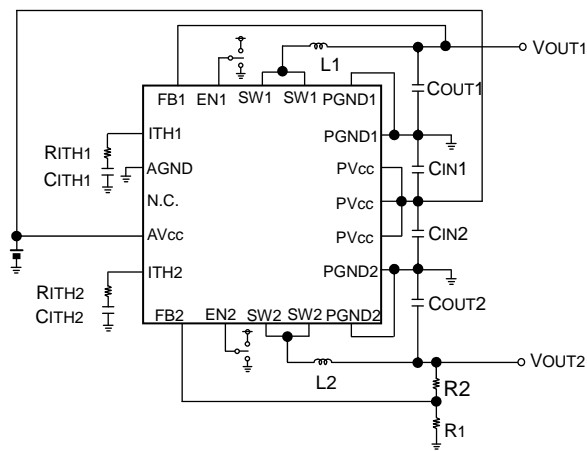 VOUT1
L1
FB1 EN1 SW1 SW1 PGND1
COUT1
ITH1
PGND1
RITH1
CITH1
AGND
PVcc
CIN1
N.C.
PVcc
AVcc
PVcc
CIN2
ITH2
PGND2
RITH2
CITH2
COUT2
FB2 EN2 SW2 SW2 PGND2
VOUT2
L2
R2
R1